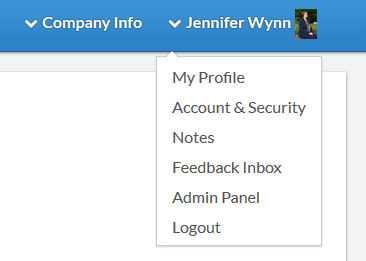 Company Info
Jennifer Wynn
My Profile
Account & Security
Notes
Feedback Inbox
Admin Panel
Logout